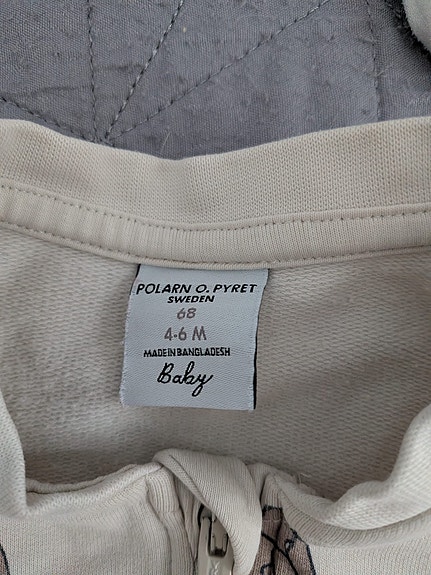 POLARN O. PYRET
SWEDEN
68
4-6 M
MADE IN BANGLADESH
Baby